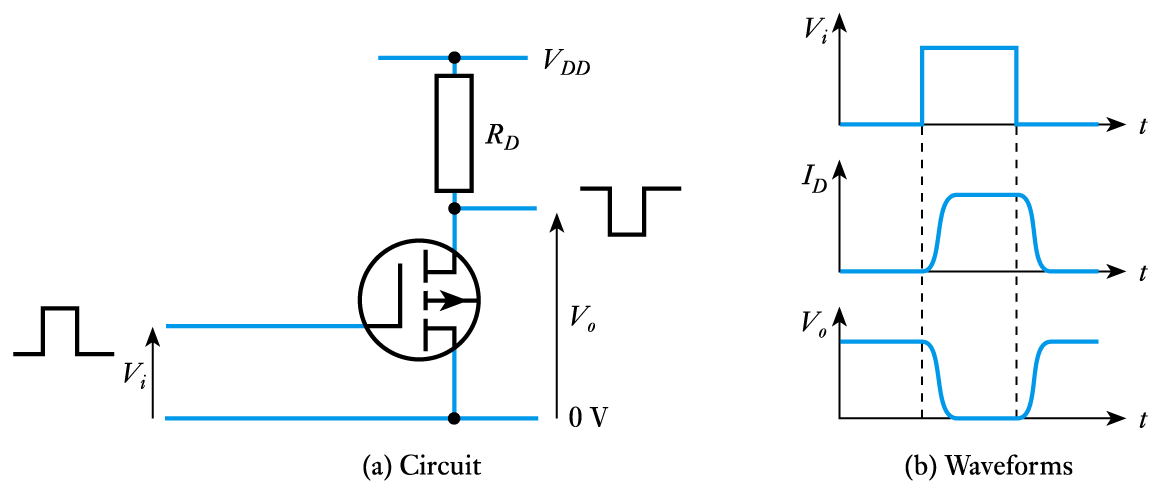 V_DD
R_D
V_i
V_o
0 V
(a) Circuit
V_i
t
I_D
t
V_o
t
(b) Waveforms